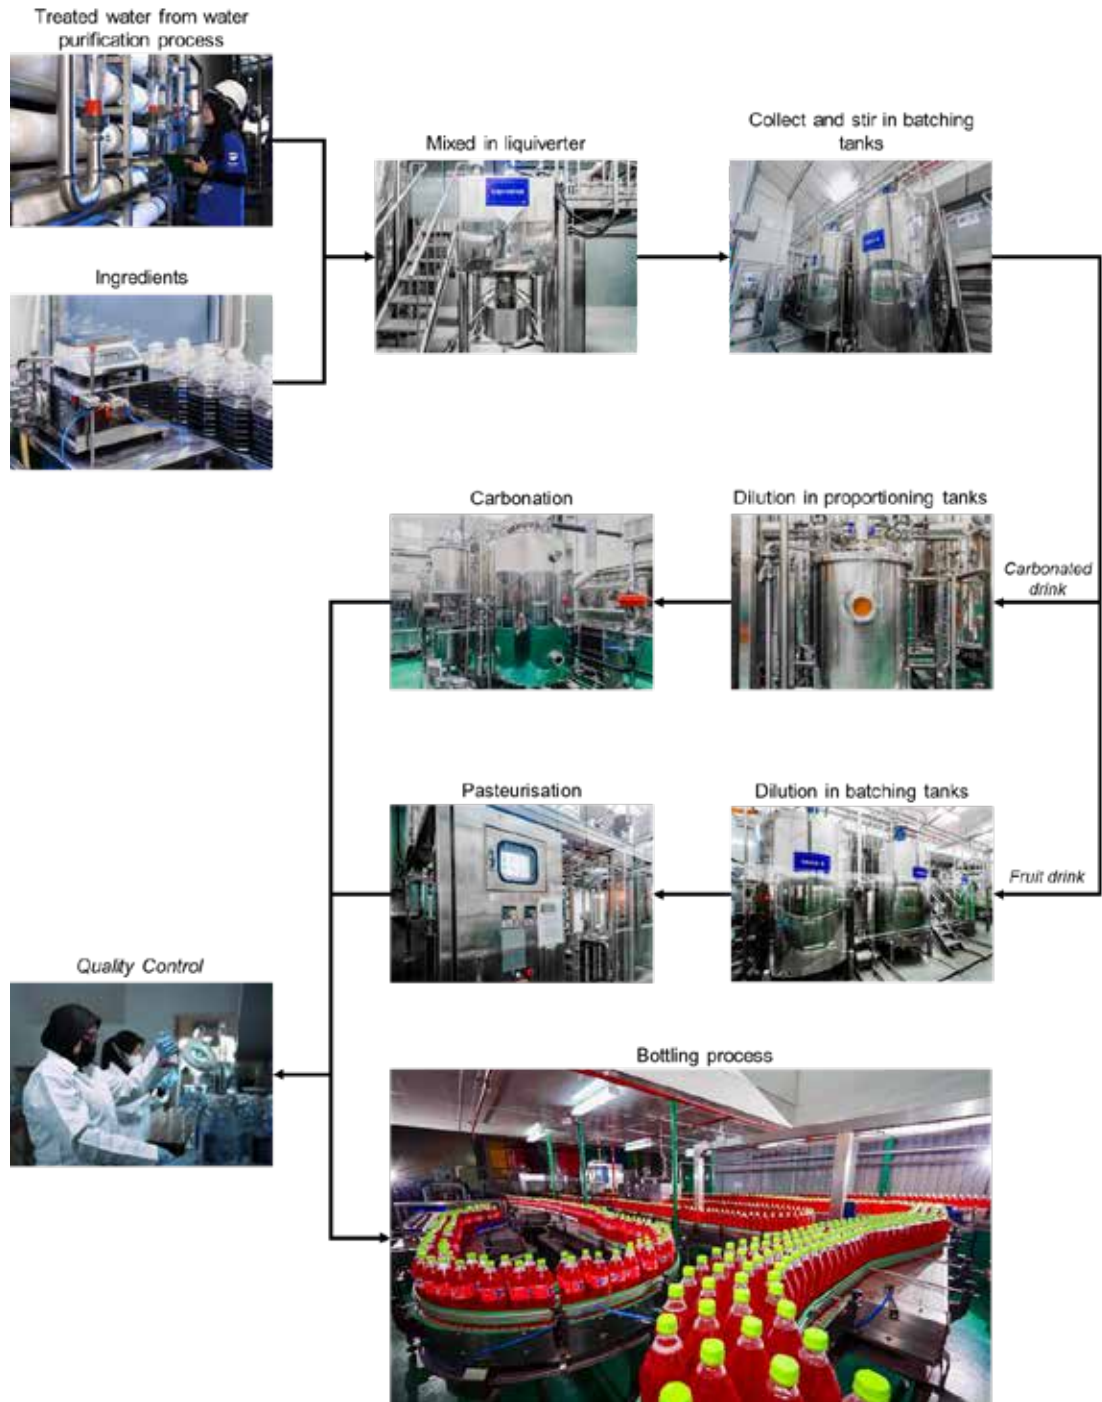 Treated water from water
purification process
Mixed in liquiverter
Collect and stir in batching
tanks
Ingredients
Carbonation
Dilution in proportioning tanks
Carbonated
drink
Pasteurisation
Dilution in batching tanks
Fruit drink
Quality Control
Bottling process